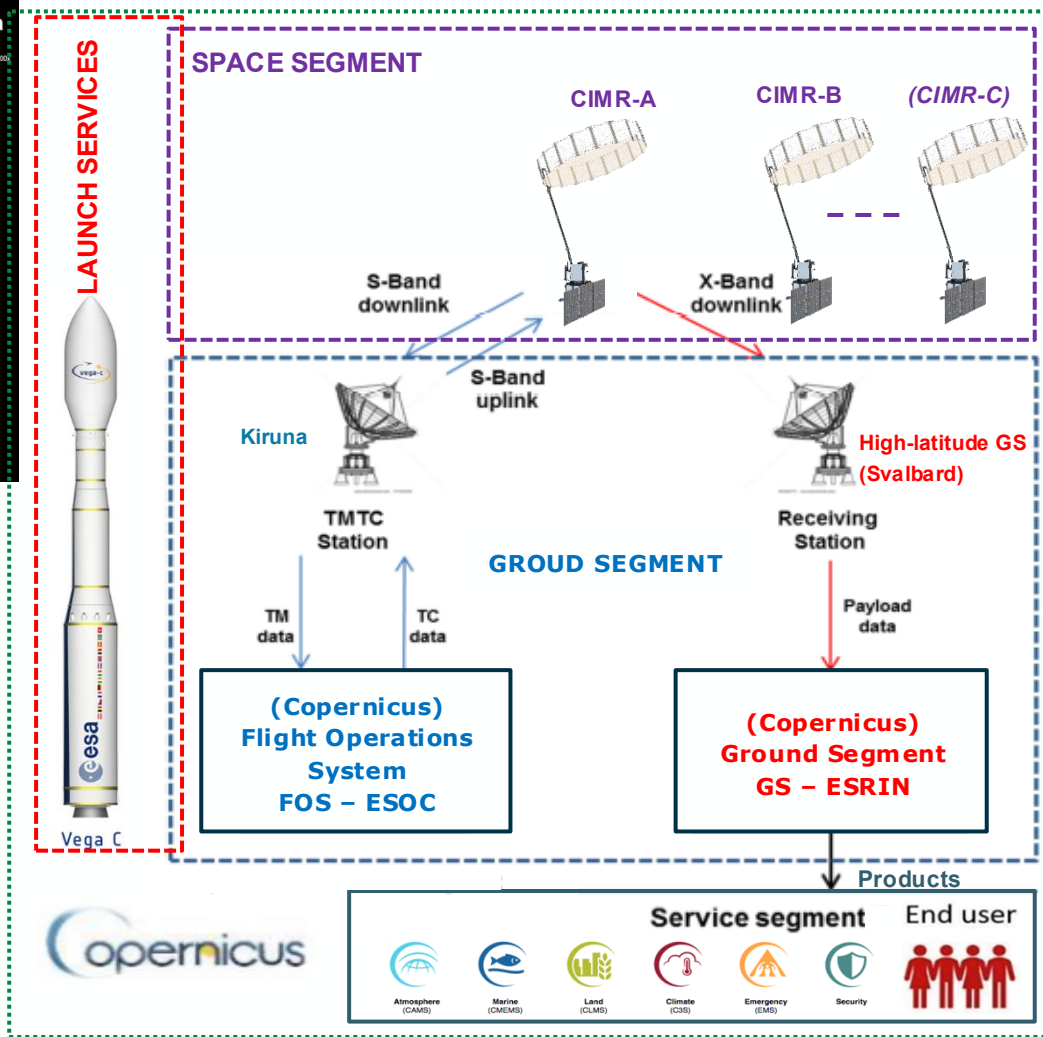 LAUNCH SERVICES
SPACE SEGMENT
CIMR-A
CIMR-B
(CIMR-C)
S-Band
downlink
X-Band
downlink
S-Band
uplink
vega-c
Kiruna
High-latitude GS
(Svalbard)
TMTC
Station
Receiving
Station
GROUD SEGMENT
TM
data
TC
data
Payload
data
(Copernicus)
Flight Operations
System
FOS – ESOC
(Copernicus)
Ground Segment
GS – ESRIN
esa
Vega C
Products
Service segment
End user
opernicus
Atmosphere
(CAMS)
Marine
(CMEMS)
Land
(CLMS)
Climate
(C3S)
Emergency
(EMS)
Security